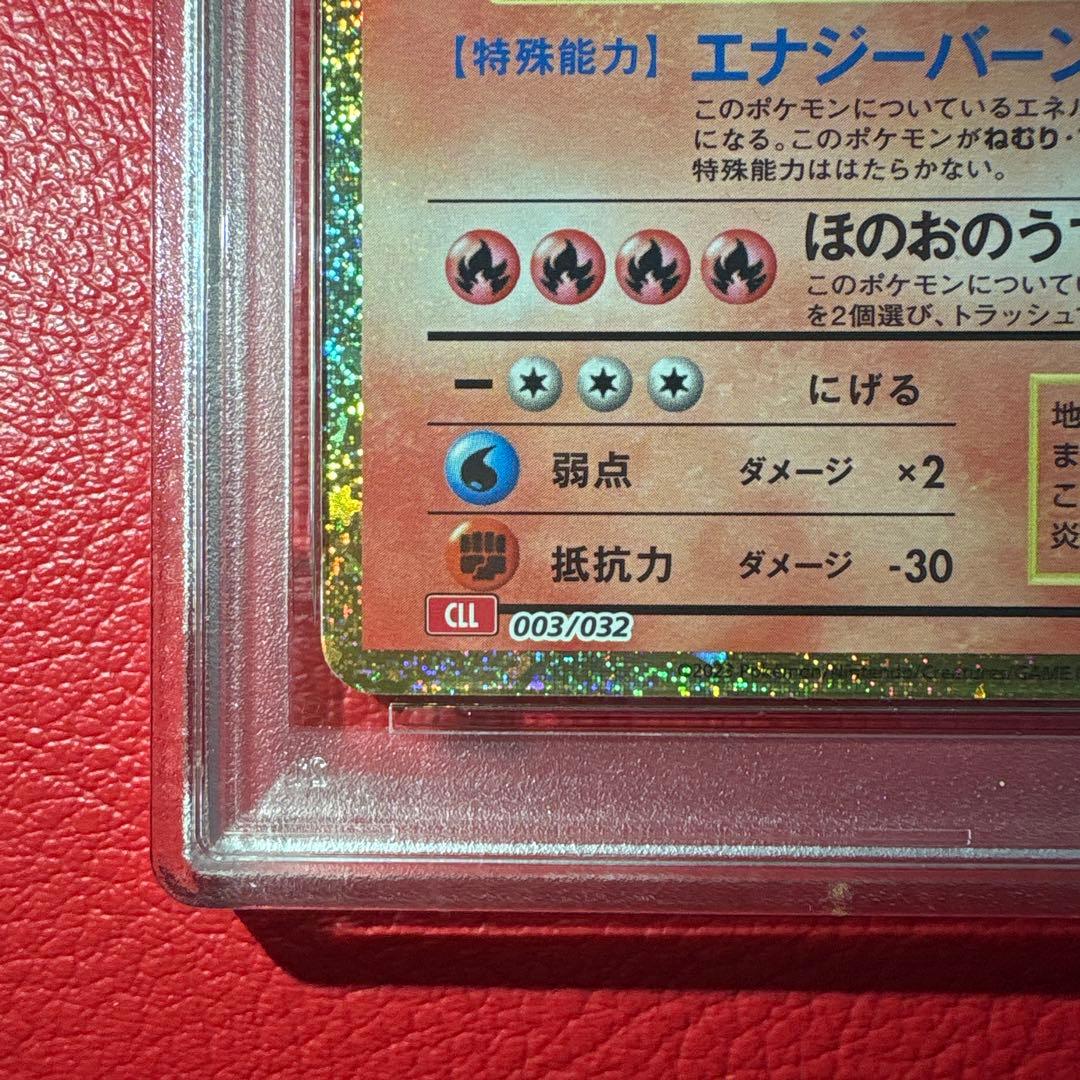 【特殊能力】 エナジーバーン
このポケモンについているエネル
になる。このポケモンがねむり・
特殊能力ははたらかない。
ほのおのうず
このポケモンについてい
を2個選び、トラッシュ
にげる
弱点 ダメージ ×2
抵抗力 ダメージ -30
地
ま
こ
炎
CLL 003/032
©2023 Pokémon/Nintendo/Creatures/GAME